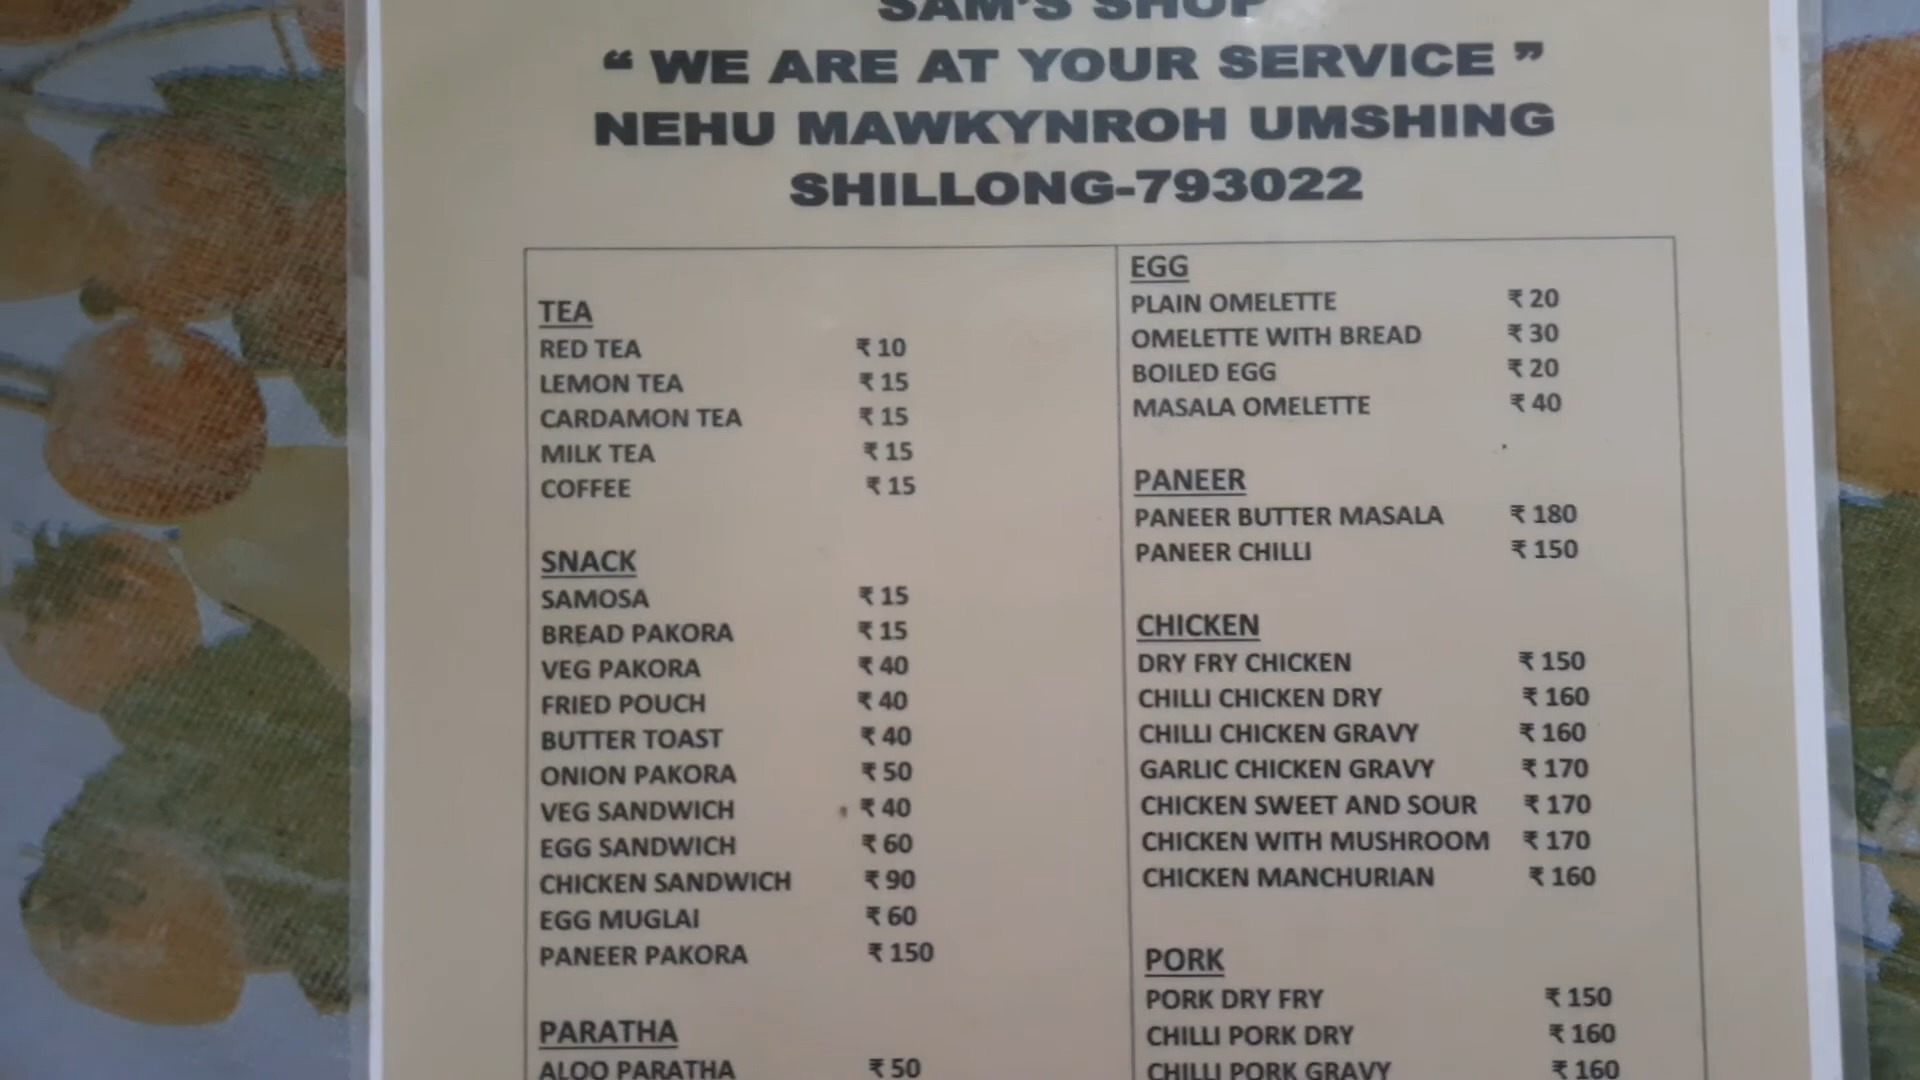 SAM'S SHOP
“ WE ARE AT YOUR SERVICE ”
NEHU MAWKYNROH UMSHING
SHILLONG-793022
TEA
RED TEA ₹ 10
LEMON TEA ₹ 15
CARDAMON TEA ₹ 15
MILK TEA ₹ 15
COFFEE ₹ 15
SNACK
SAMOSA ₹ 15
BREAD PAKORA ₹ 15
VEG PAKORA ₹ 40
FRIED POUCH ₹ 40
BUTTER TOAST ₹ 40
ONION PAKORA ₹ 50
VEG SANDWICH ₹ 40
EGG SANDWICH ₹ 60
CHICKEN SANDWICH ₹ 90
EGG MUGLAI ₹ 60
PANEER PAKORA ₹ 150
PARATHA
ALOO PARATHA ₹ 50
EGG
PLAIN OMELETTE ₹ 20
OMELETTE WITH BREAD ₹ 30
BOILED EGG ₹ 20
MASALA OMELETTE ₹ 40
PANEER
PANEER BUTTER MASALA ₹ 180
PANEER CHILLI ₹ 150
CHICKEN
DRY FRY CHICKEN ₹ 150
CHILLI CHICKEN DRY ₹ 160
CHILLI CHICKEN GRAVY ₹ 160
GARLIC CHICKEN GRAVY ₹ 170
CHICKEN SWEET AND SOUR ₹ 170
CHICKEN WITH MUSHROOM ₹ 170
CHICKEN MANCHURIAN ₹ 160
PORK
PORK DRY FRY ₹ 150
CHILLI PORK DRY ₹ 160
CHILLI PORK GRAVY ₹ 160